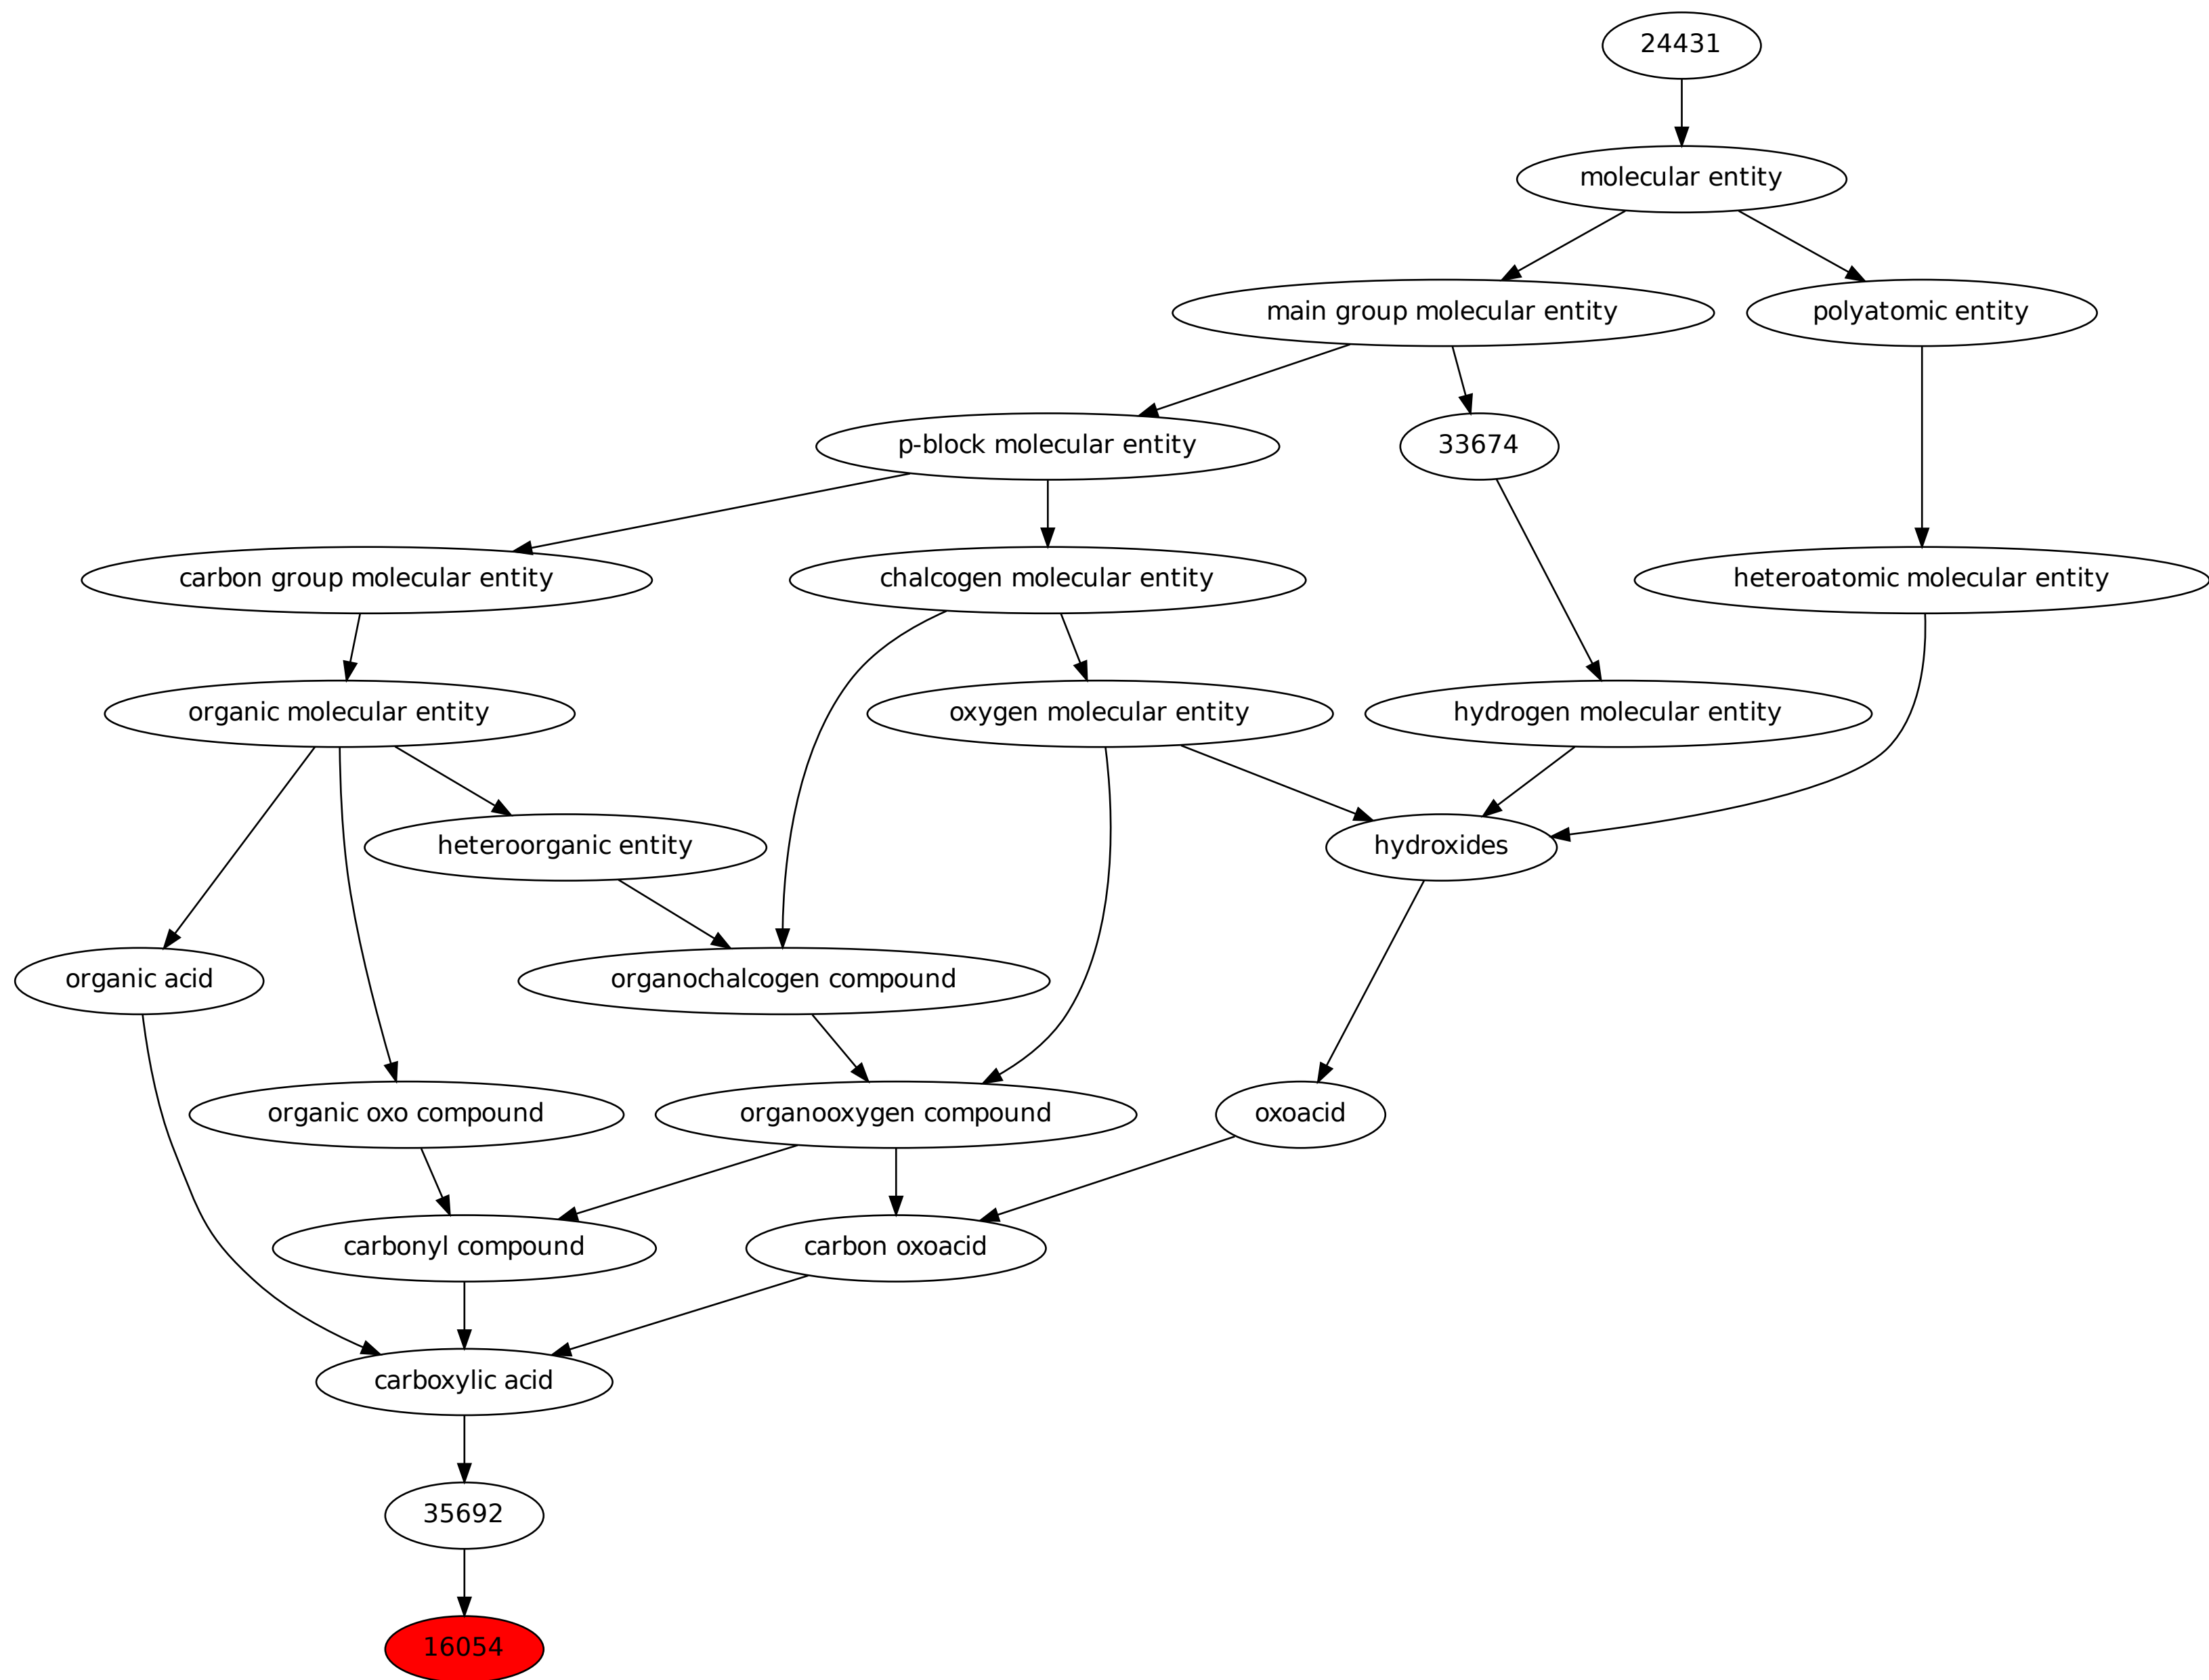 24431
molecular entity
main group molecular entity
polyatomic entity
p-block molecular entity
33674
carbon group molecular entity
chalcogen molecular entity
heteroatomic molecular entity
organic molecular entity
oxygen molecular entity
hydrogen molecular entity
heteroorganic entity
hydroxides
organic acid
organochalcogen compound
organic oxo compound
organooxygen compound
oxoacid
carbonyl compound
carbon oxoacid
carboxylic acid
35692
16054